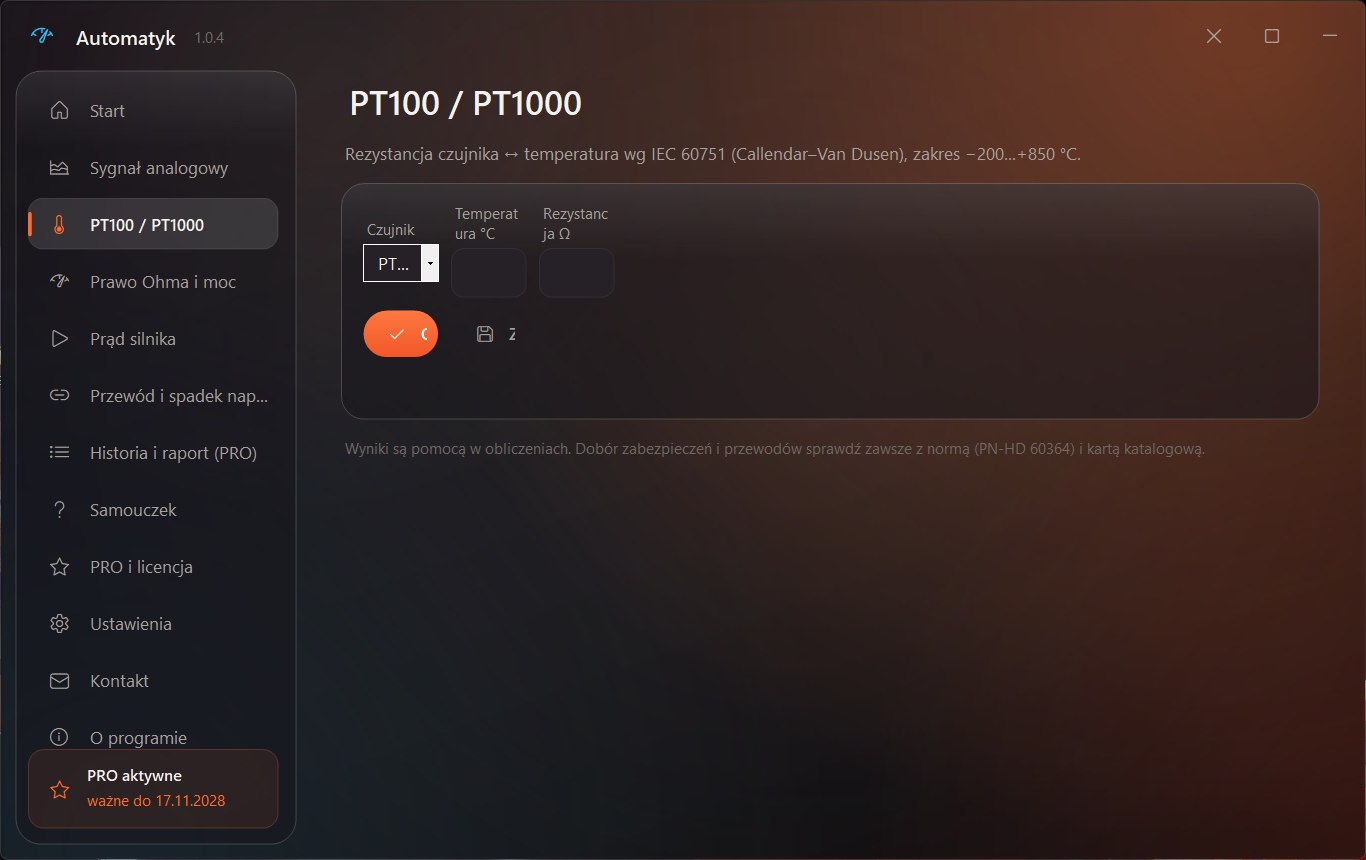 Automatyk 1.0.4
Start
Sygnał analogowy
PT100 / PT1000
Prawo Ohma i moc
Prąd silnika
Przewód i spadek nap...
Historia i raport (PRO)
Samouczek
PRO i licencja
Ustawienia
Kontakt
O programie
PRO aktywne
ważne do 17.11.2028
PT100 / PT1000
Rezystancja czujnika ↔ temperatura wg IEC 60751 (Callendar–Van Dusen), zakres −200…+850 °C.
Czujnik
PT...
Temperat
ura °C
Rezystanc
ja Ω
Z
Wyniki są pomocą w obliczeniach. Dobór zabezpieczeń i przewodów sprawdź zawsze z normą (PN-HD 60364) i kartą katalogową.